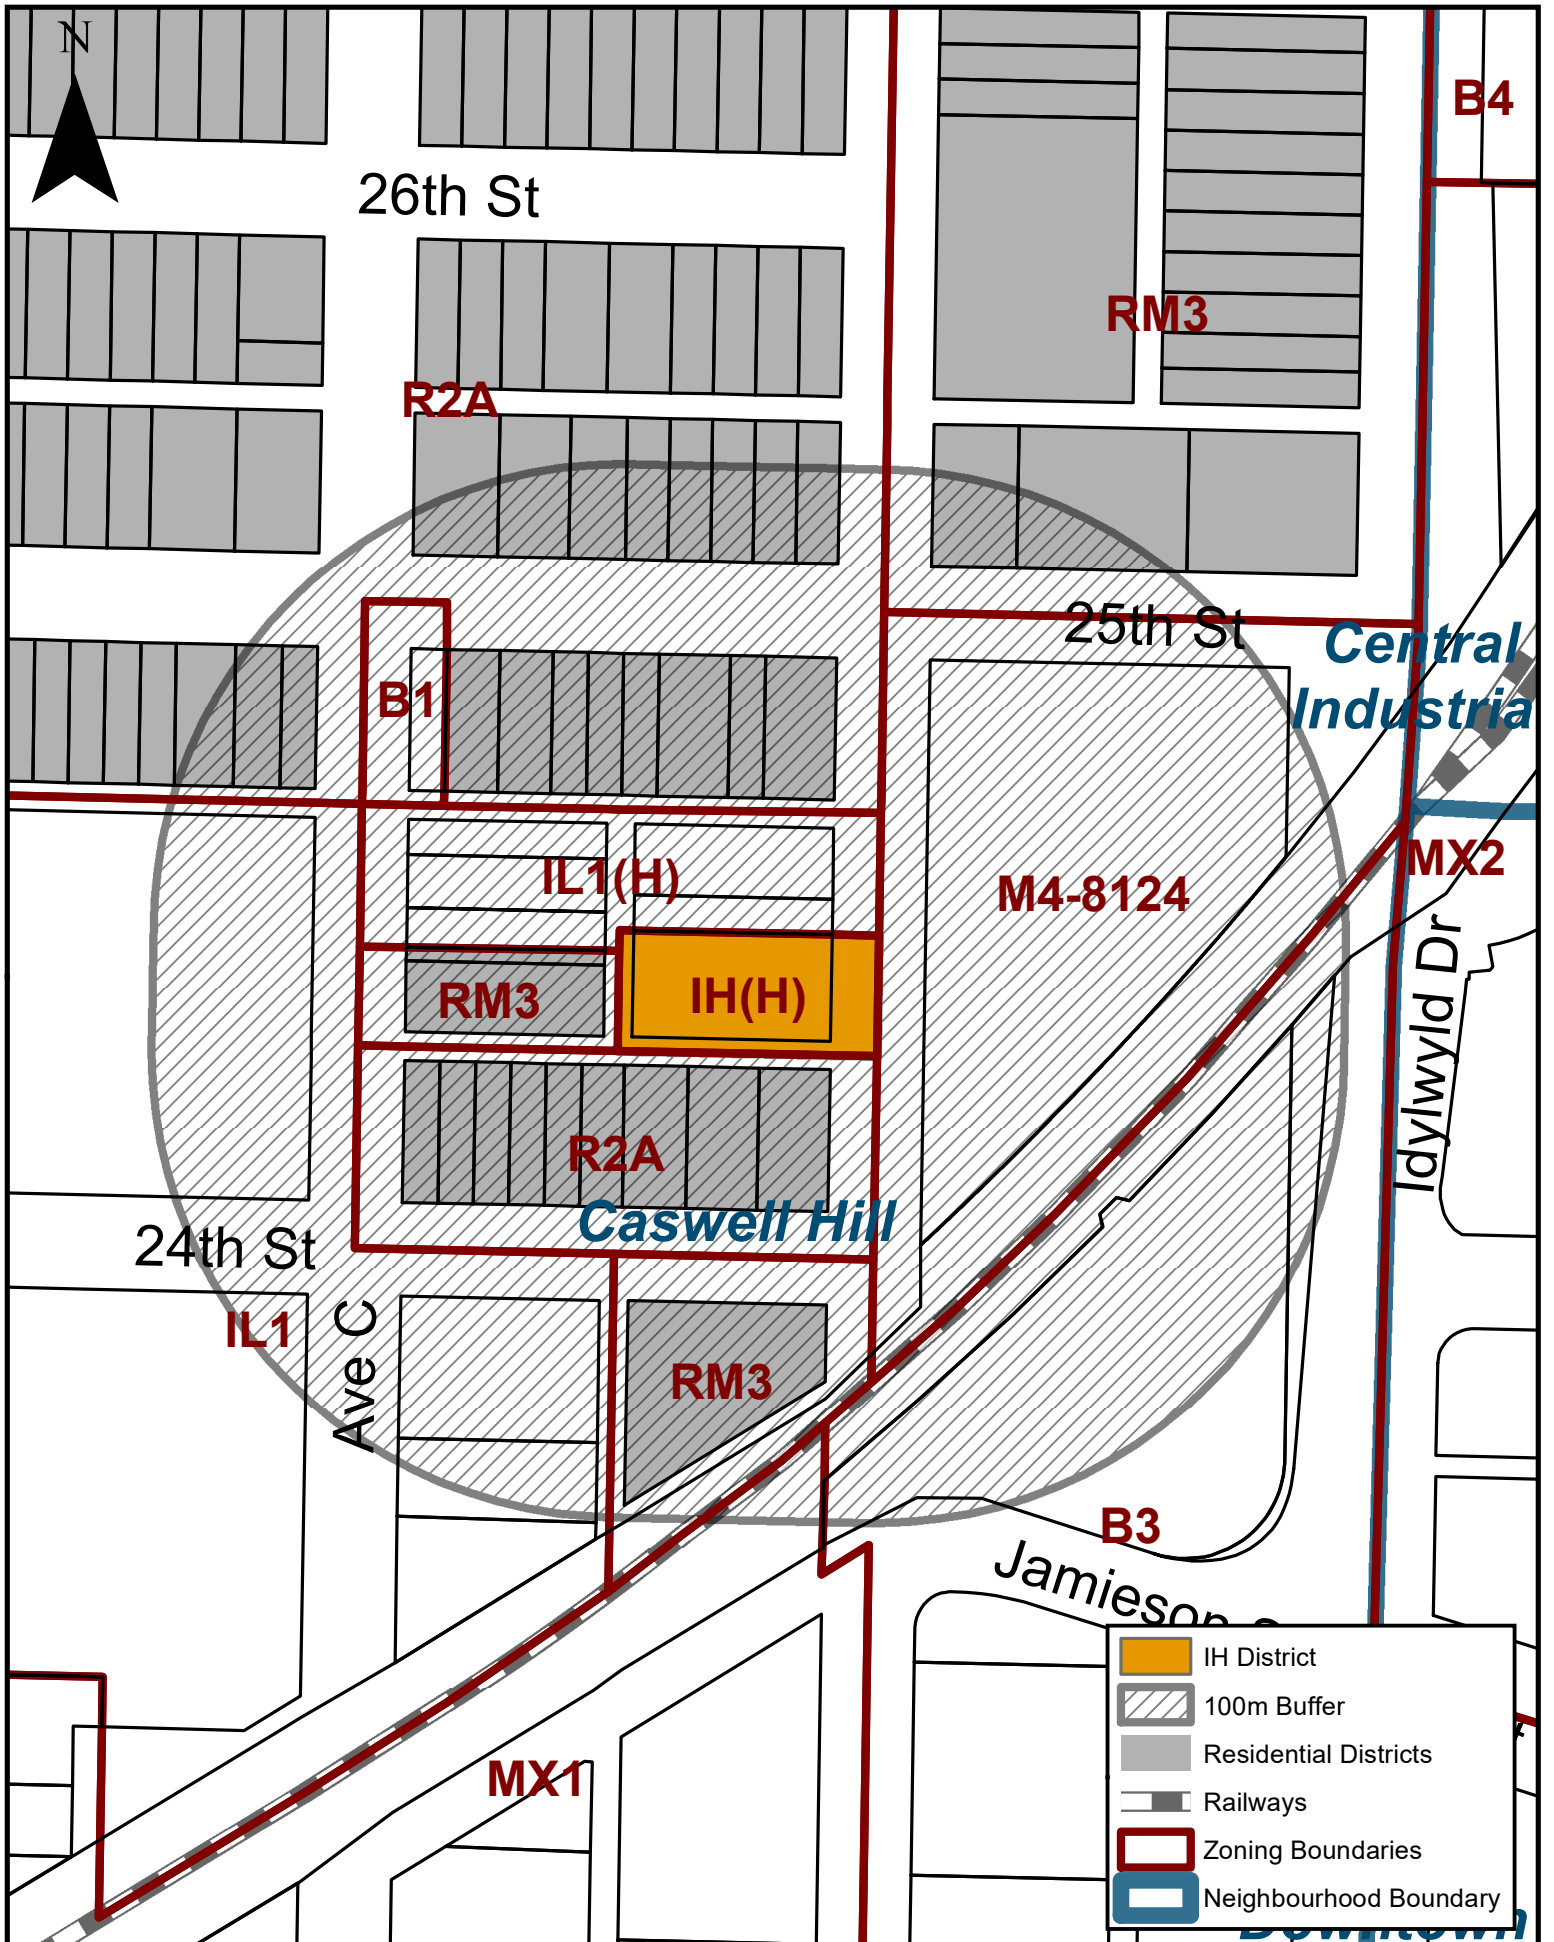 N
B4
26th St
RM3
R2A
25th St
Central
Industria
B1
MX2
IL1(H)
M4-8124
RM3
IH(H)
Idylwyld Dr
R2A
Caswell Hill
24th St
IL1
Ave C
RM3
B3
Jamieson
MX1
IH District
100m Buffer
Residential Districts
Railways
Zoning Boundaries
Neighbourhood Boundary
Downtown